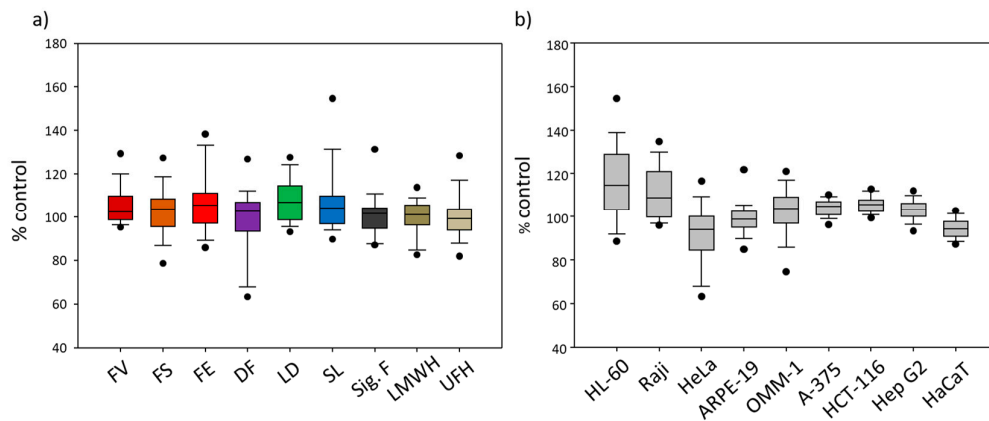 a)
180
160
140
120
100
80
60
40
% control
FV
FS
FE
DF
LD
SL
Sig. F
LMWH
UFH
b)
180
160
140
120
100
80
60
40
% control
HL-60
Raji
HeLa
ARPE-19
OMM-1
A-375
HCT-116
Hep G2
HaCaT